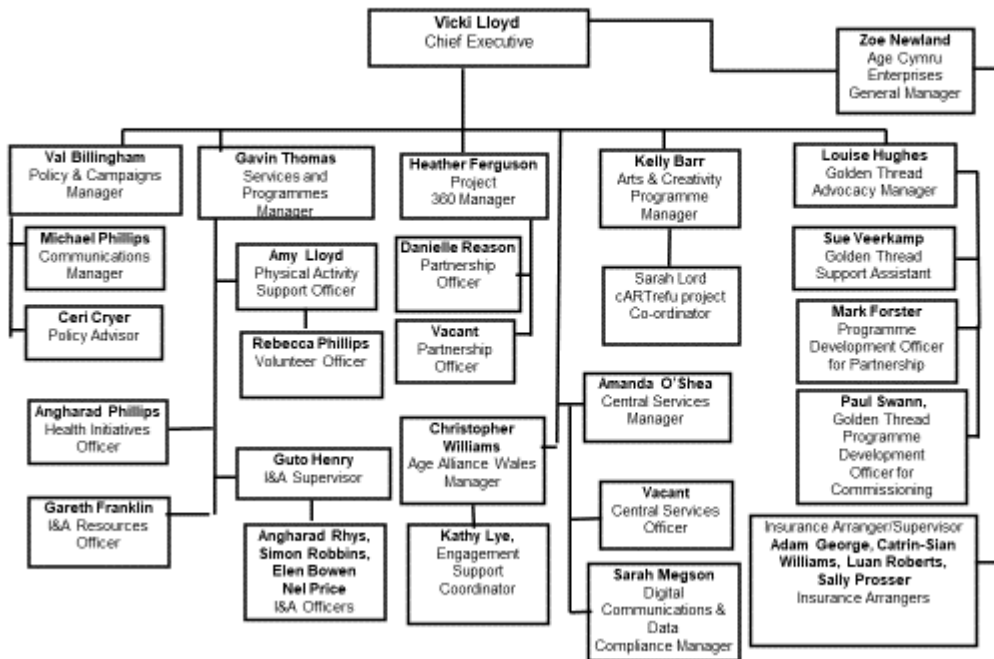 Vicki Lloyd
Chief Executive
Zoe Newland
Age Cymru
Enterprises
General Manager
Val Billingham
Policy & Campaigns
Manager
Gavin Thomas
Services and
Programmes
Manager
Heather Ferguson
Project
360 Manager
Kelly Barr
Arts & Creativity
Programme
Manager
Louise Hughes
Golden Thread
Advocacy Manager
Michael Phillips
Communications
Manager
Ceri Cryer
Policy Advisor
Amy Lloyd
Physical Activity
Support Officer
Rebecca Phillips
Volunteer Officer
Angharad Phillips
Health Initiatives
Officer
Gareth Franklin
I&A Resources
Officer
Guto Henry
I&A Supervisor
Angharad Rhys,
Simon Robbins,
Elen Bowen
Nel Price
I&A Officers
Danielle Reason
Partnership
Officer
Vacant
Partnership
Officer
Christopher
Williams
Age Alliance Wales
Manager
Kathy Lye,
Engagement
Support
Coordinator
Sarah Lord
cARTrefu project
Co-ordinator
Amanda O'Shea
Central Services
Manager
Vacant
Central Services
Officer
Sarah Megson
Digital
Communications &
Data
Compliance Manager
Sue Veerkamp
Golden Thread
Support Assistant
Mark Forster
Programme
Development Officer
for Partnership
Paul Swann,
Golden Thread
Programme
Development
Officer for
Commissioning
Insurance Arranger/Supervisor
Adam George, Catrin-Sian
Williams, Luan Roberts,
Sally Prosser
Insurance Arrangers